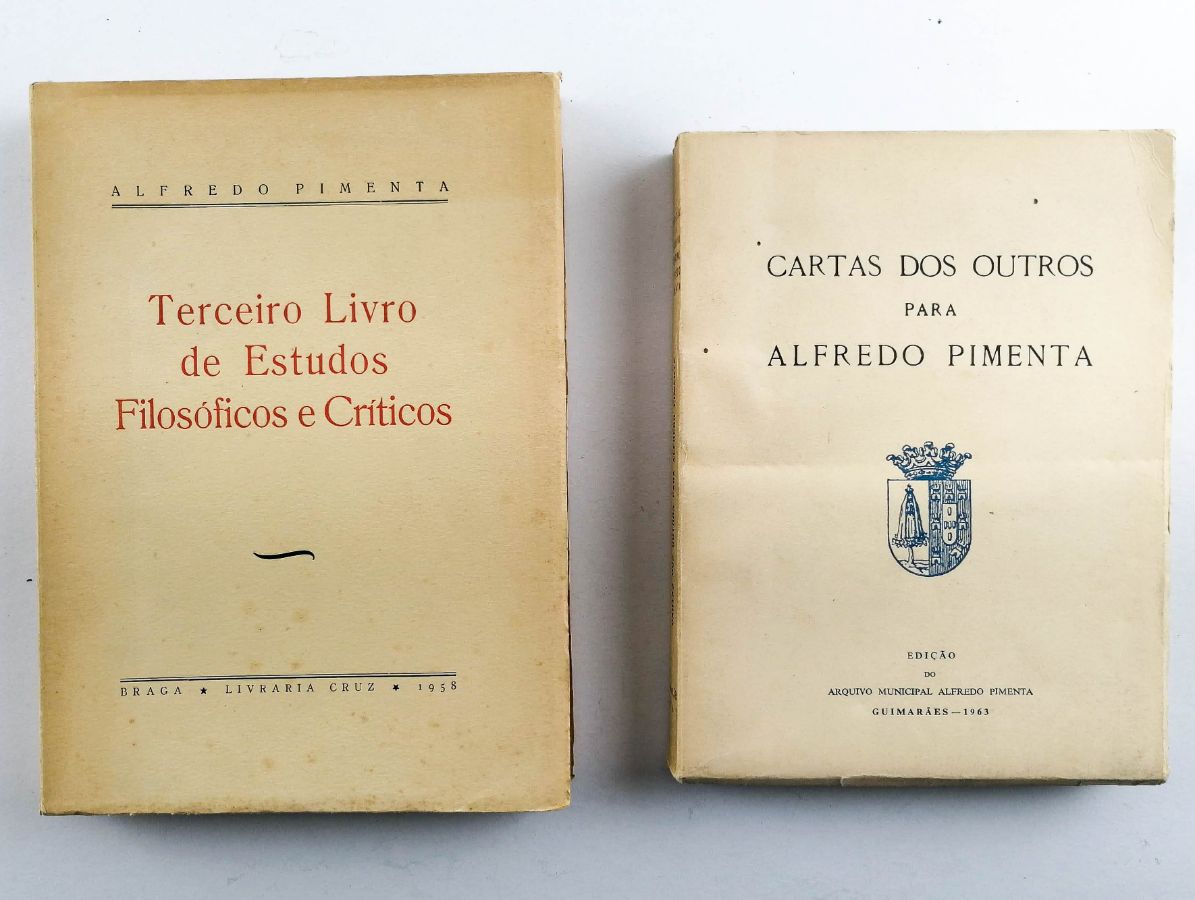 ALFREDO PIMENTA
Terceiro Livro
de Estudos
Filosóficos e Críticos
BRAGA ★ LIVRARIA CRUZ ★ 1958
CARTAS DOS OUTROS
PARA
ALFREDO PIMENTA
EDIÇÃO
DO
ARQUIVO MUNICIPAL ALFREDO PIMENTA
GUIMARÃES — 1963